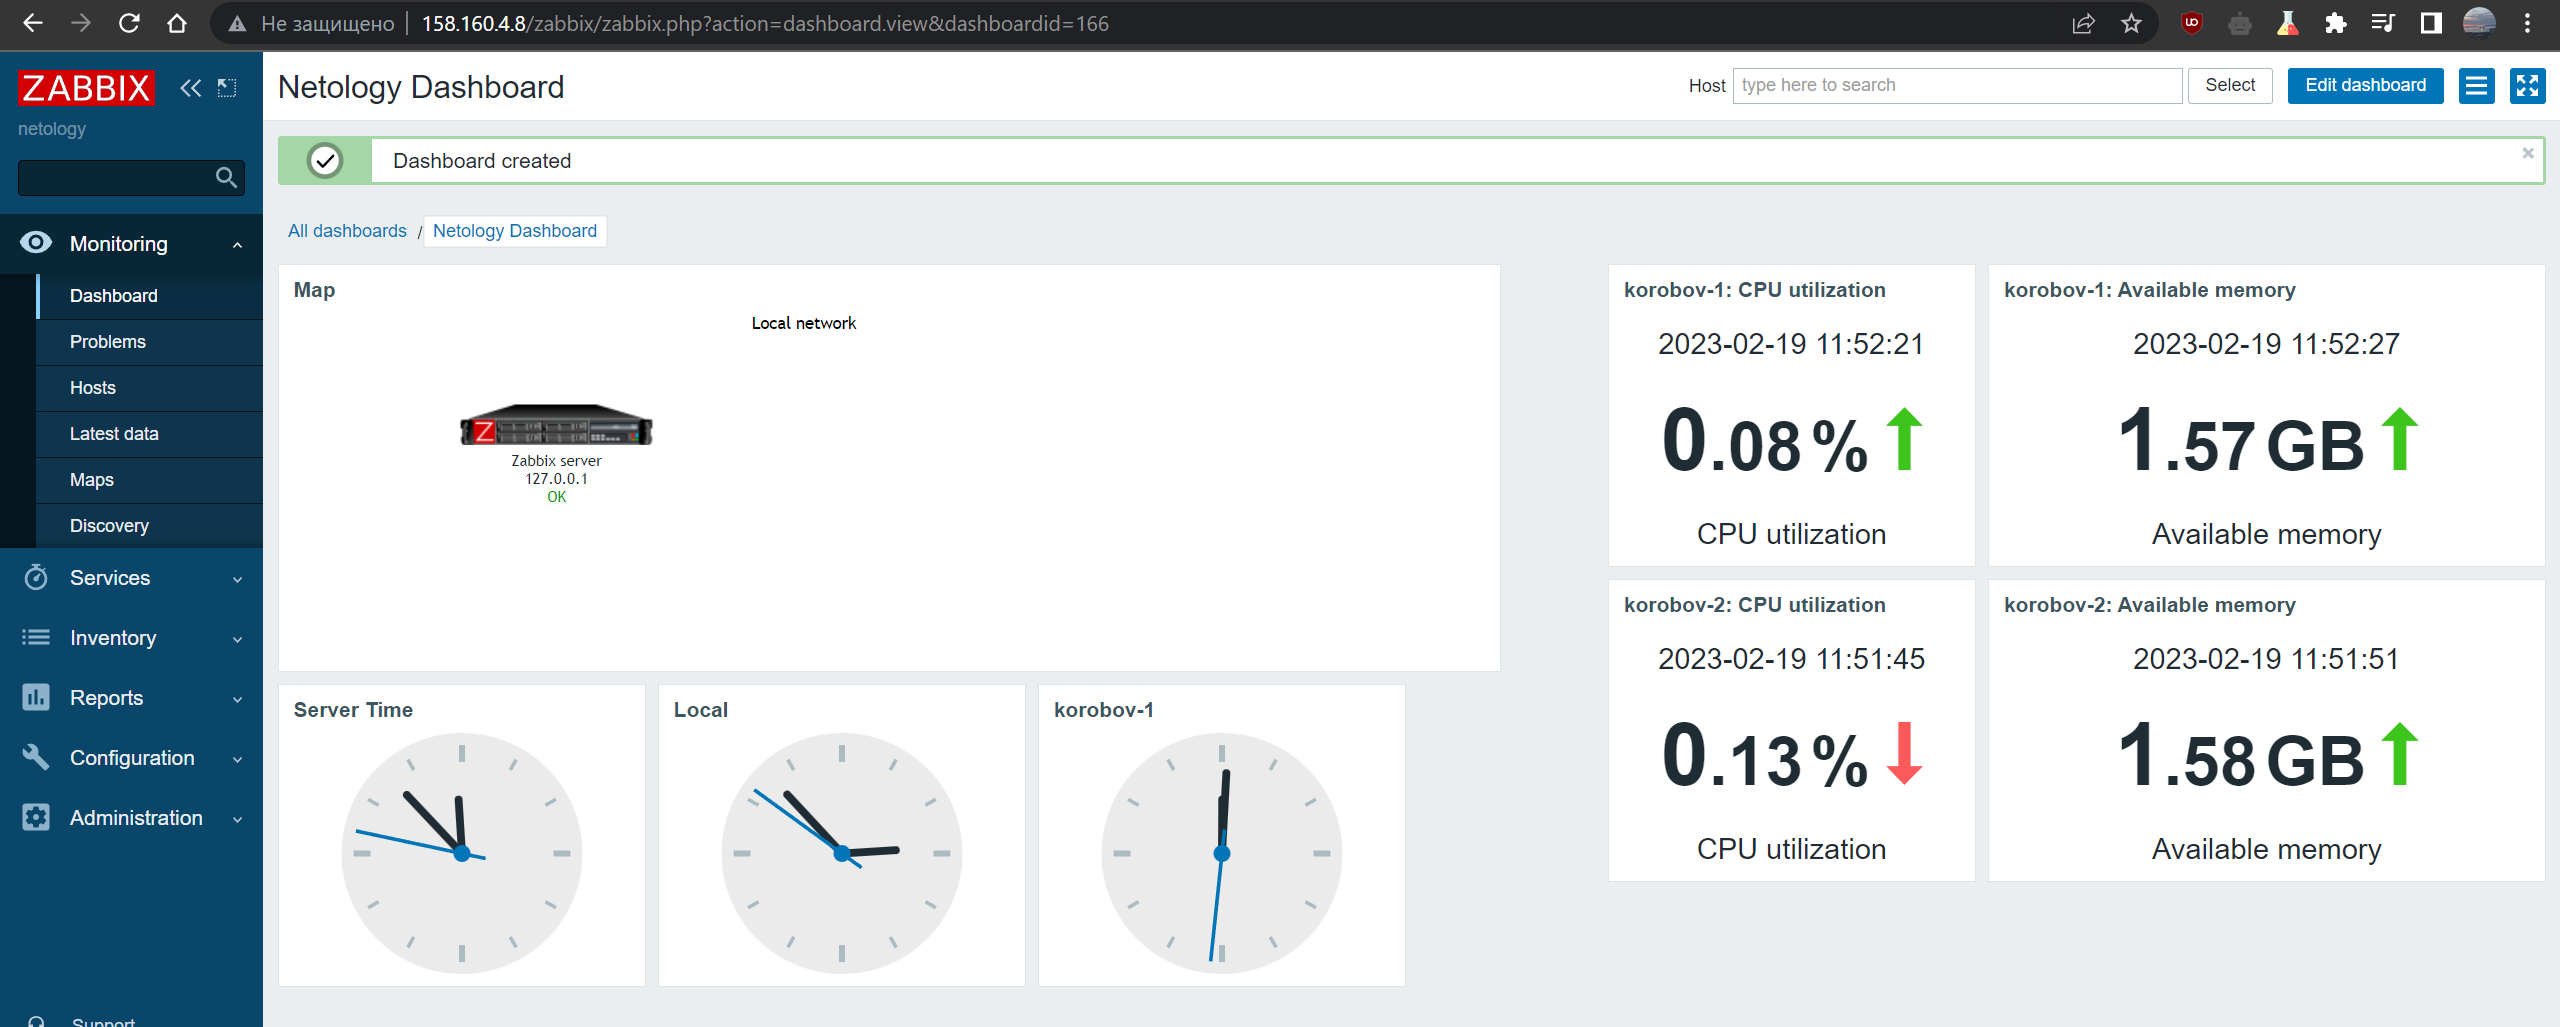 Не защищено 158.160.4.8/zabbix/zabbix.php?action=dashboard.view&dashboardid=166
ZABBIX
netology
Monitoring
Dashboard
Problems
Hosts
Latest data
Maps
Discovery
Services
Inventory
Reports
Configuration
Administration
Support
Netology Dashboard
Host type here to search Select Edit dashboard
Dashboard created
All dashboards / Netology Dashboard
Map
Local network
Z
Zabbix server
127.0.0.1
OK
korobov-1: CPU utilization
2023-02-19 11:52:21
0.08 %
CPU utilization
korobov-1: Available memory
2023-02-19 11:52:27
1.57 GB
Available memory
korobov-2: CPU utilization
2023-02-19 11:51:45
0.13 %
CPU utilization
korobov-2: Available memory
2023-02-19 11:51:51
1.58 GB
Available memory
Server Time
Local
korobov-1